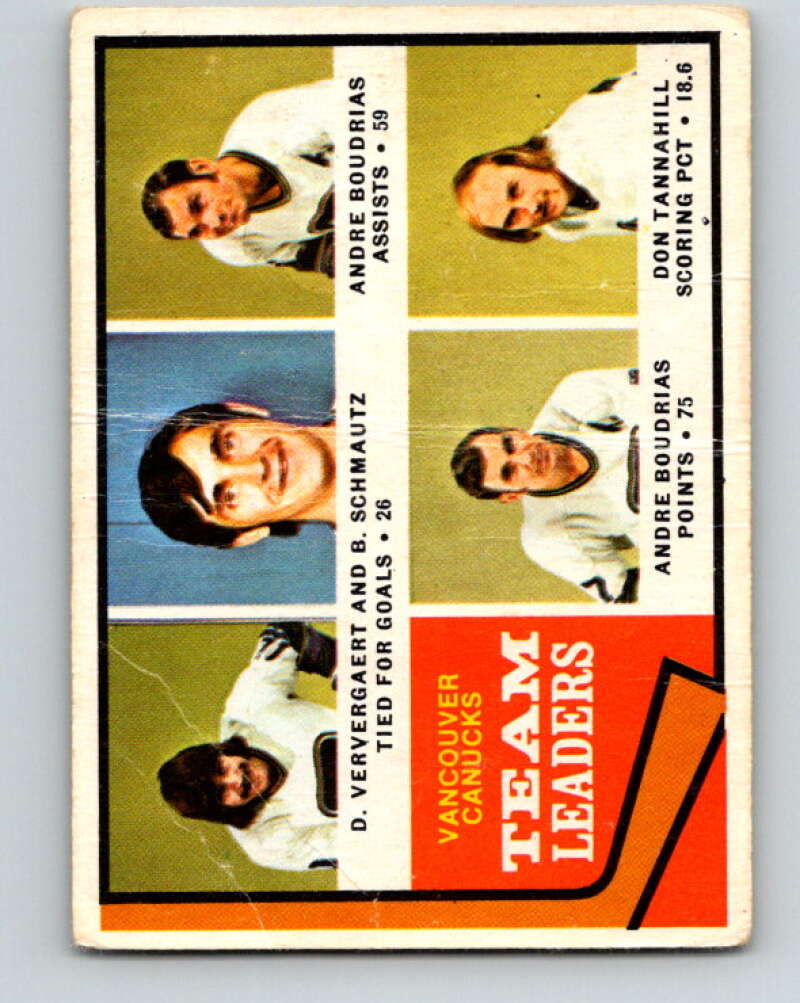 D. VERVERGAERT AND B. SCHMAUTZ
TIED FOR GOALS • 26
ANDRE BOUDRIAS
ASSISTS • 59
VANCOUVER
CANUCKS
TEAM
LEADERS
ANDRE BOUDRIAS
POINTS • 75
DON TANNAHILL
SCORING PCT • 18.6